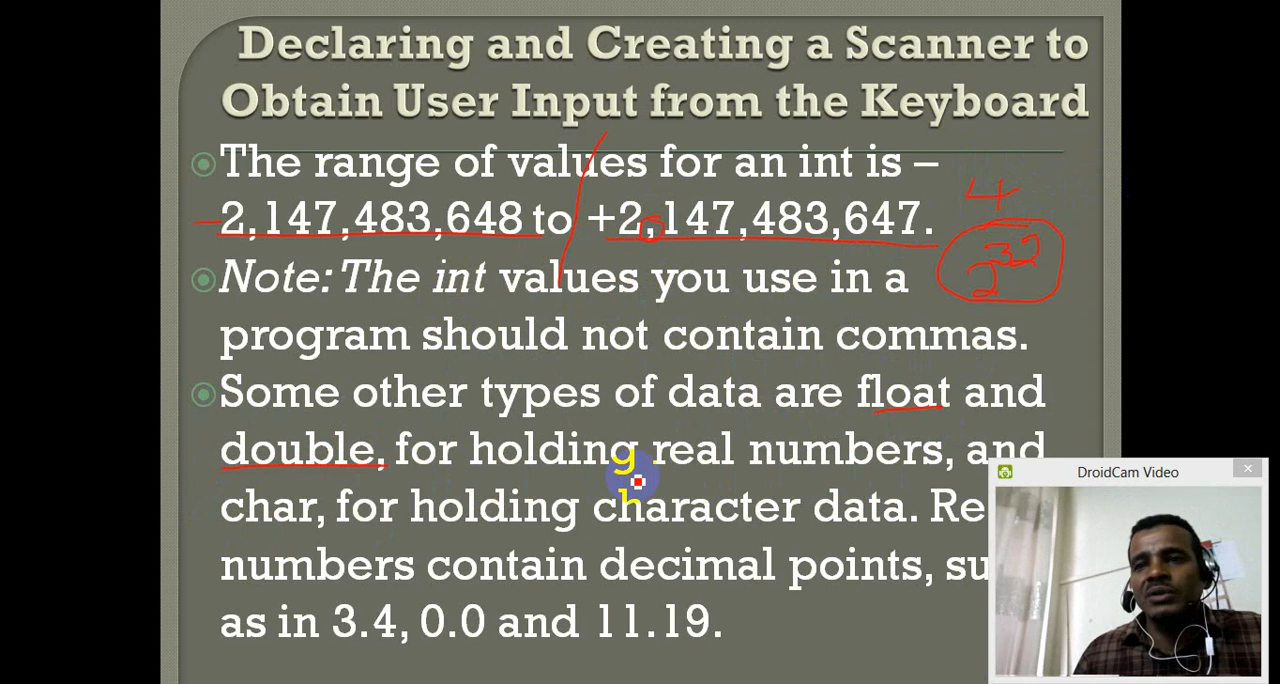 Declaring and Creating a Scanner to
Obtain User Input from the Keyboard
The range of values for an int is –
2,147,483,648 to +2,147,483,647.
4
2³²
Note: The int values you use in a
program should not contain commas.
Some other types of data are float and
double, for holding real numbers, and
char, for holding character data. Re
numbers contain decimal points, su
as in 3.4, 0.0 and 11.19.
DroidCam Video